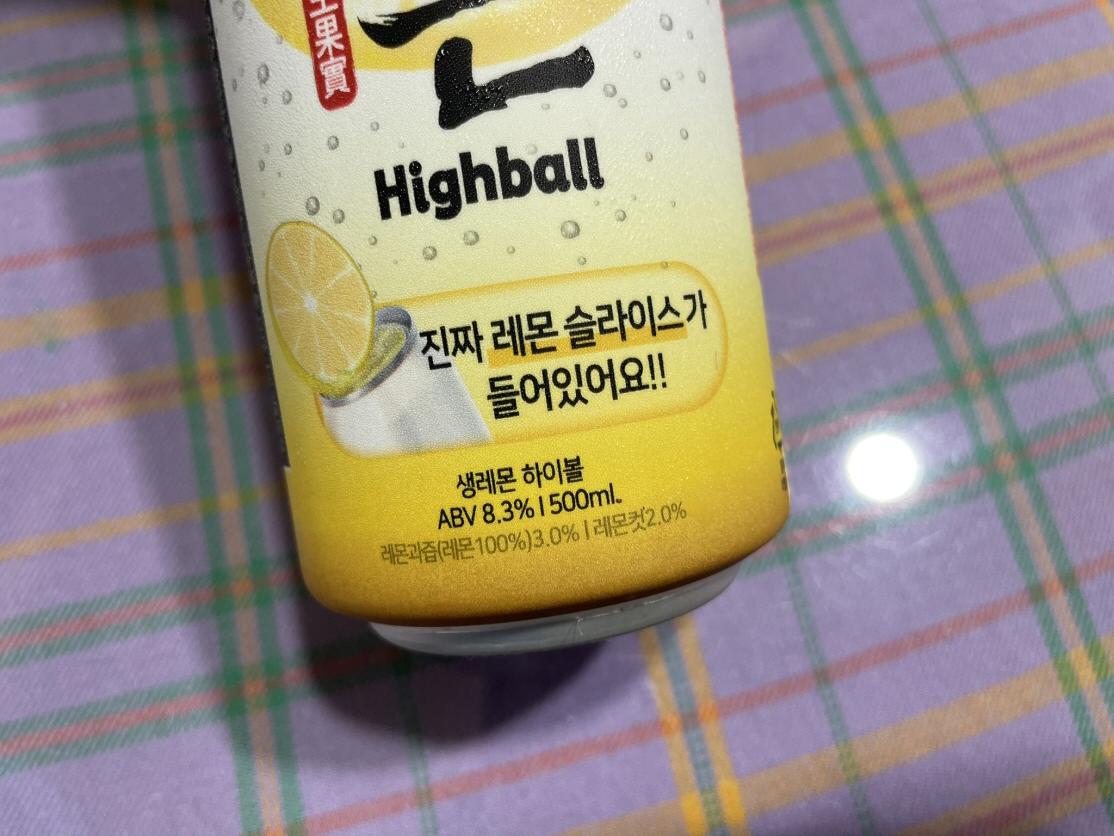 果實
Highball
진짜 레몬 슬라이스가
들어있어요!!
생레몬 하이볼
ABV 8.3% | 500ml
레몬과즙(레몬100%)3.0% | 레몬컷2.0%